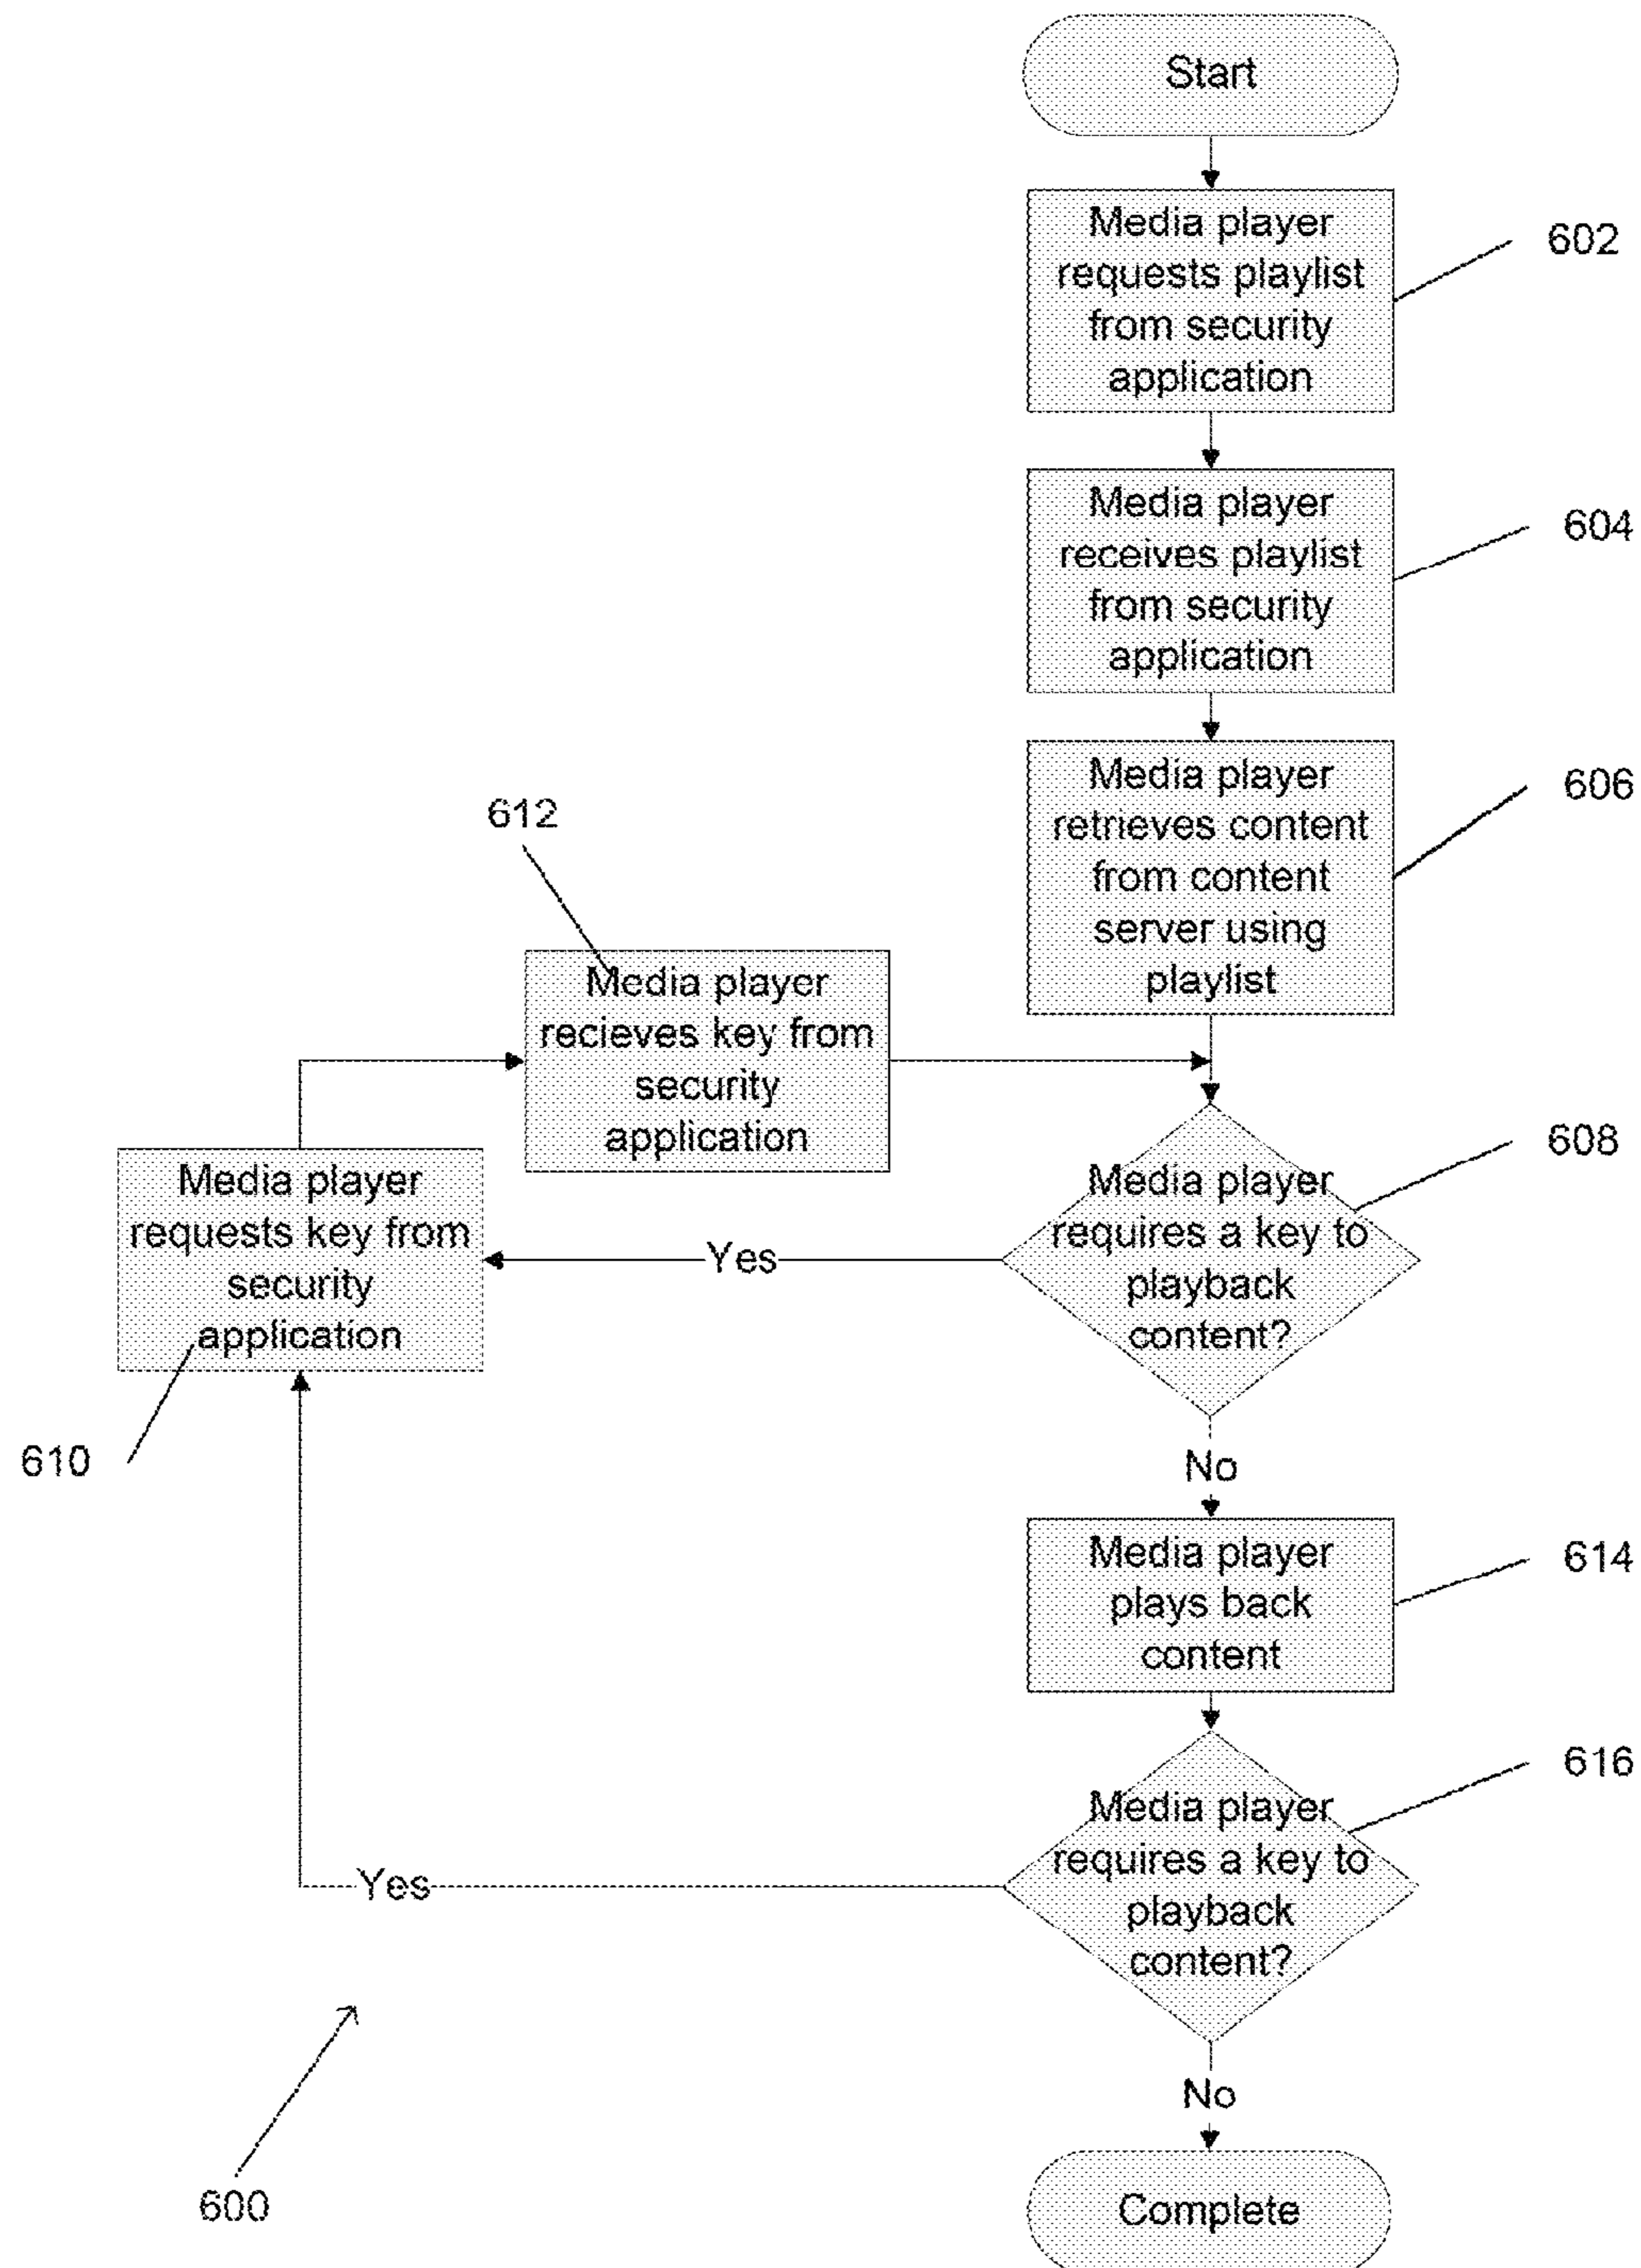 Start
Media player
requests playlist
from security
application
602
Media player
receives playlist
from security
application
604
Media player
retrieves content
from content
server using
playlist
606
612
Media player
recieves key from
security
application
Media player
requires a key to
playback
content?
608
Media player
requests key from
security
application
Yes
610
No
Media player
plays back
content
614
Media player
requires a key to
playback
content?
616
Yes
No
600
Complete